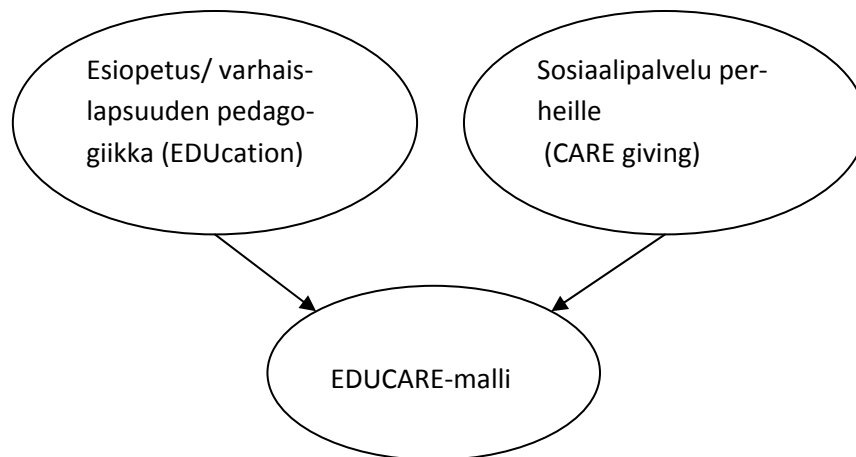 Esiopetus/ varhais-
lapsuuden pedago-
giikka (EDUcation)
Sosiaalipalvelu per-
heille
(CARE giving)
EDUCARE-malli